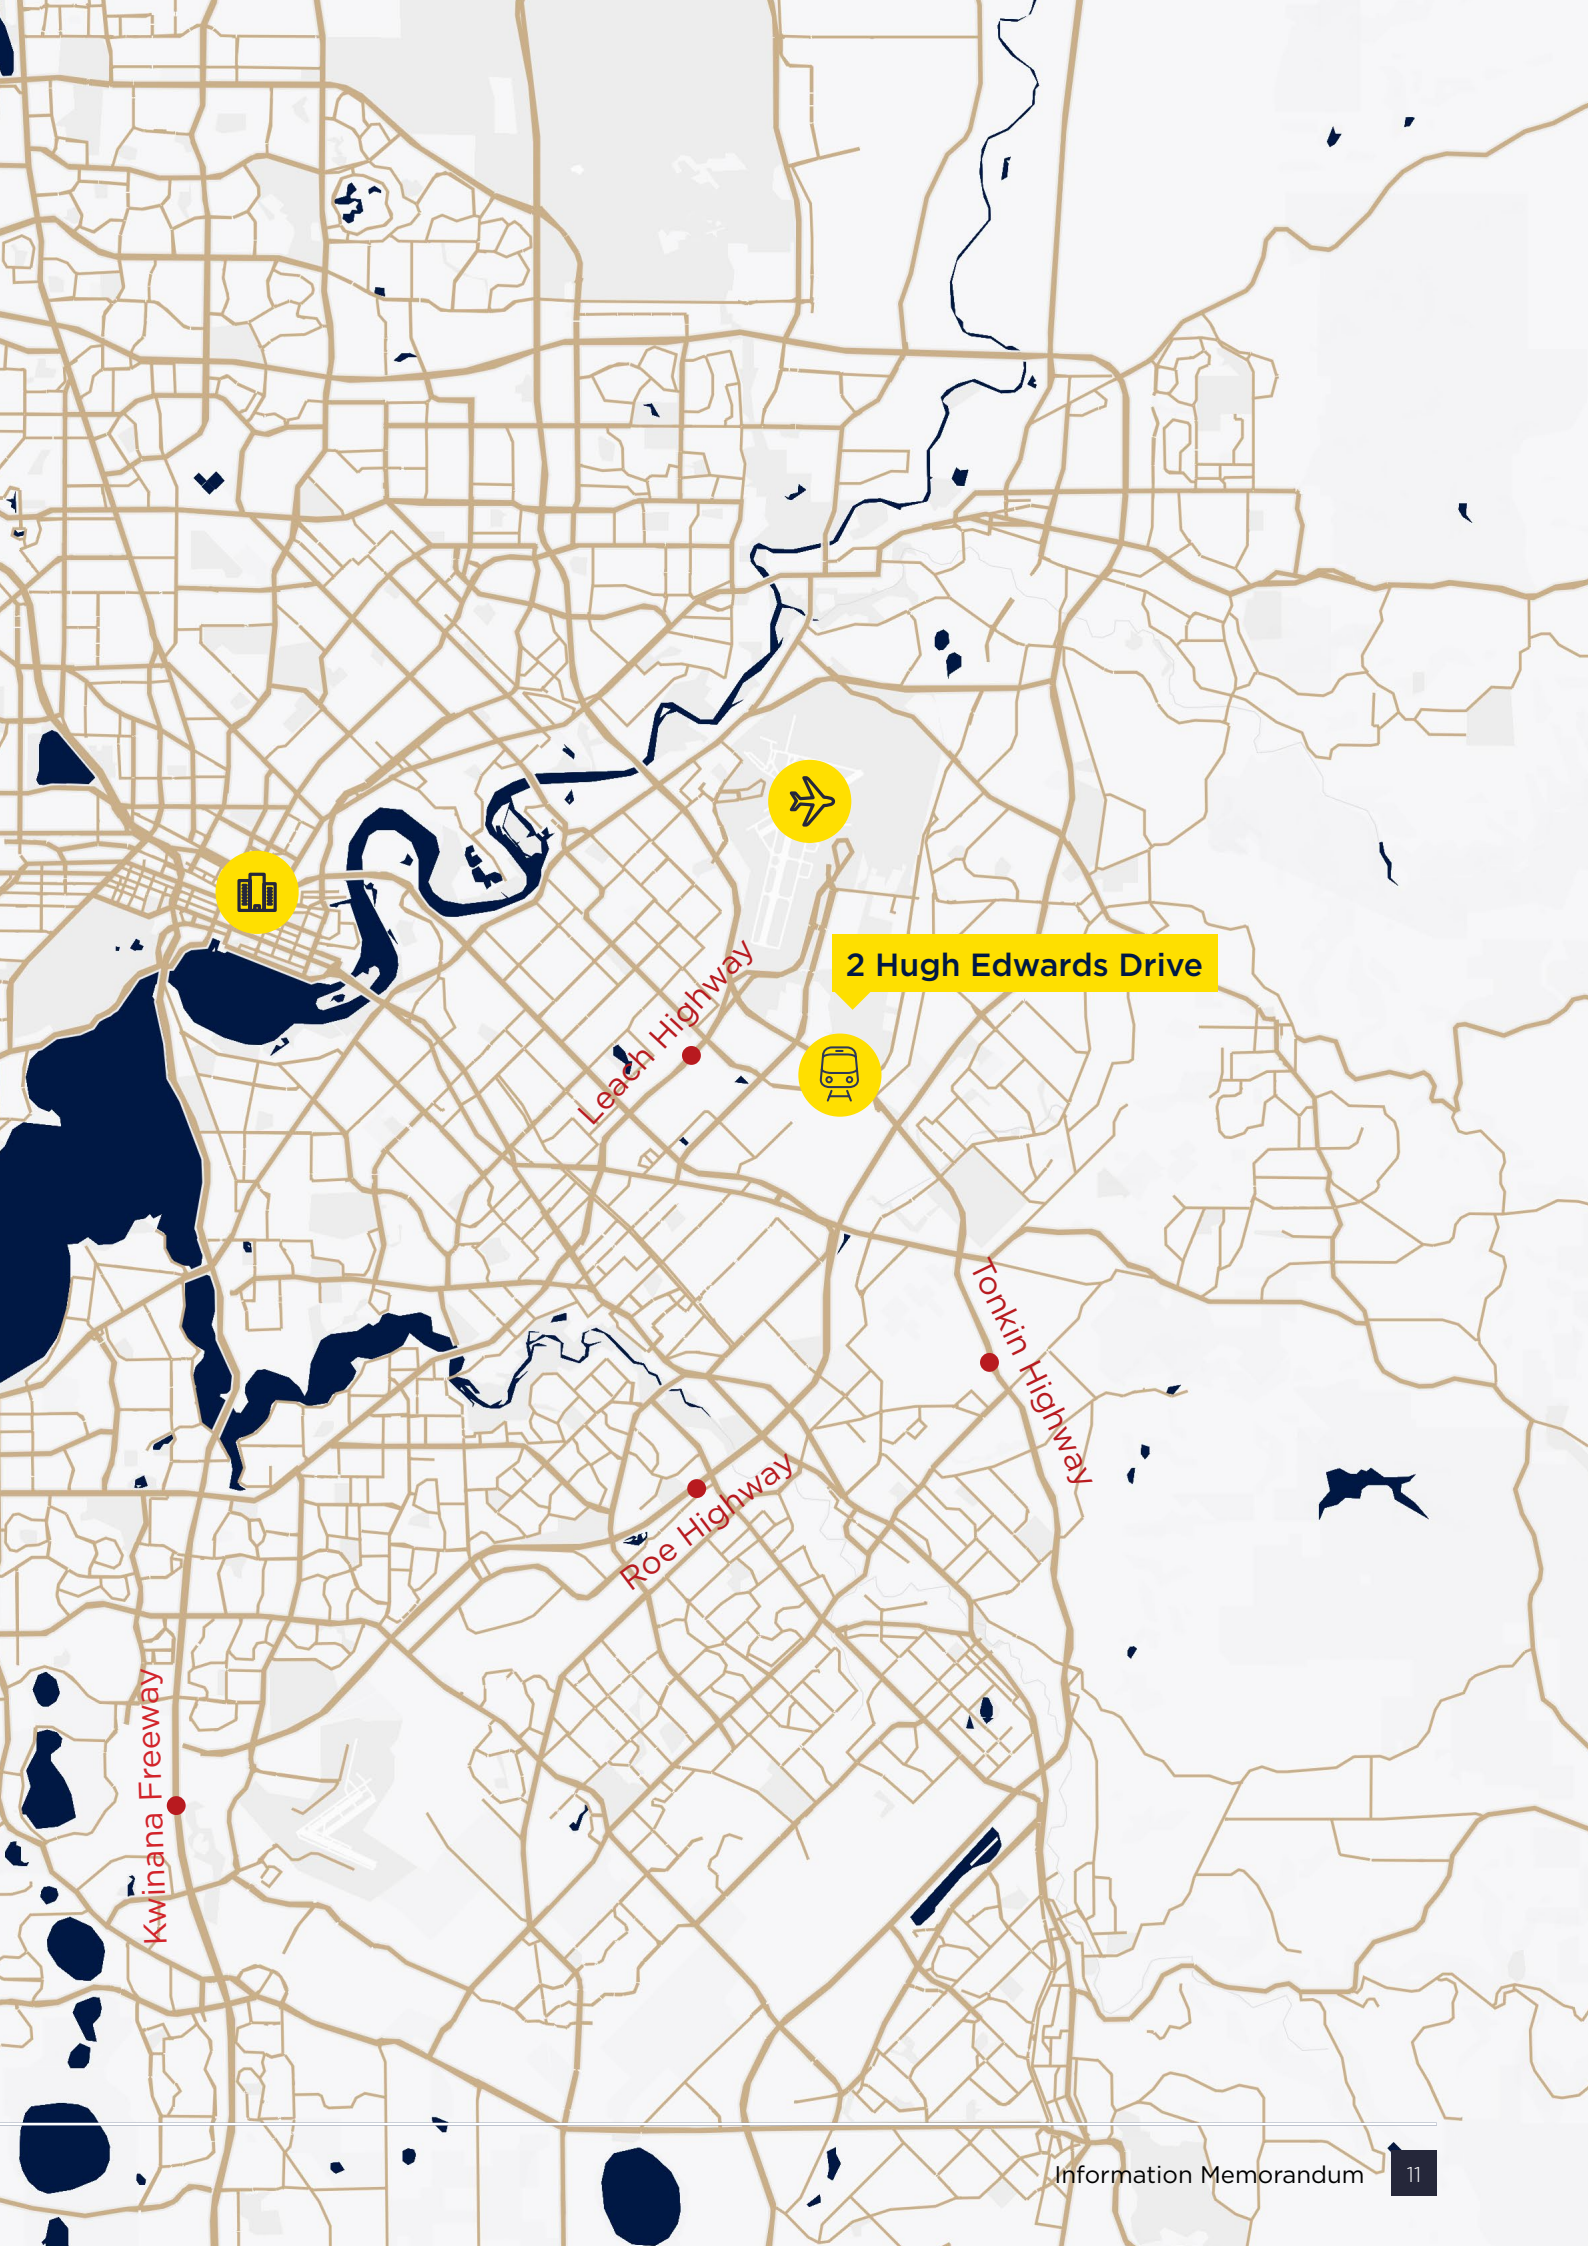 2 Hugh Edwards Drive
Leach Highway
Tonkin Highway
Roe Highway
Kwinana Freeway
Information Memorandum
11